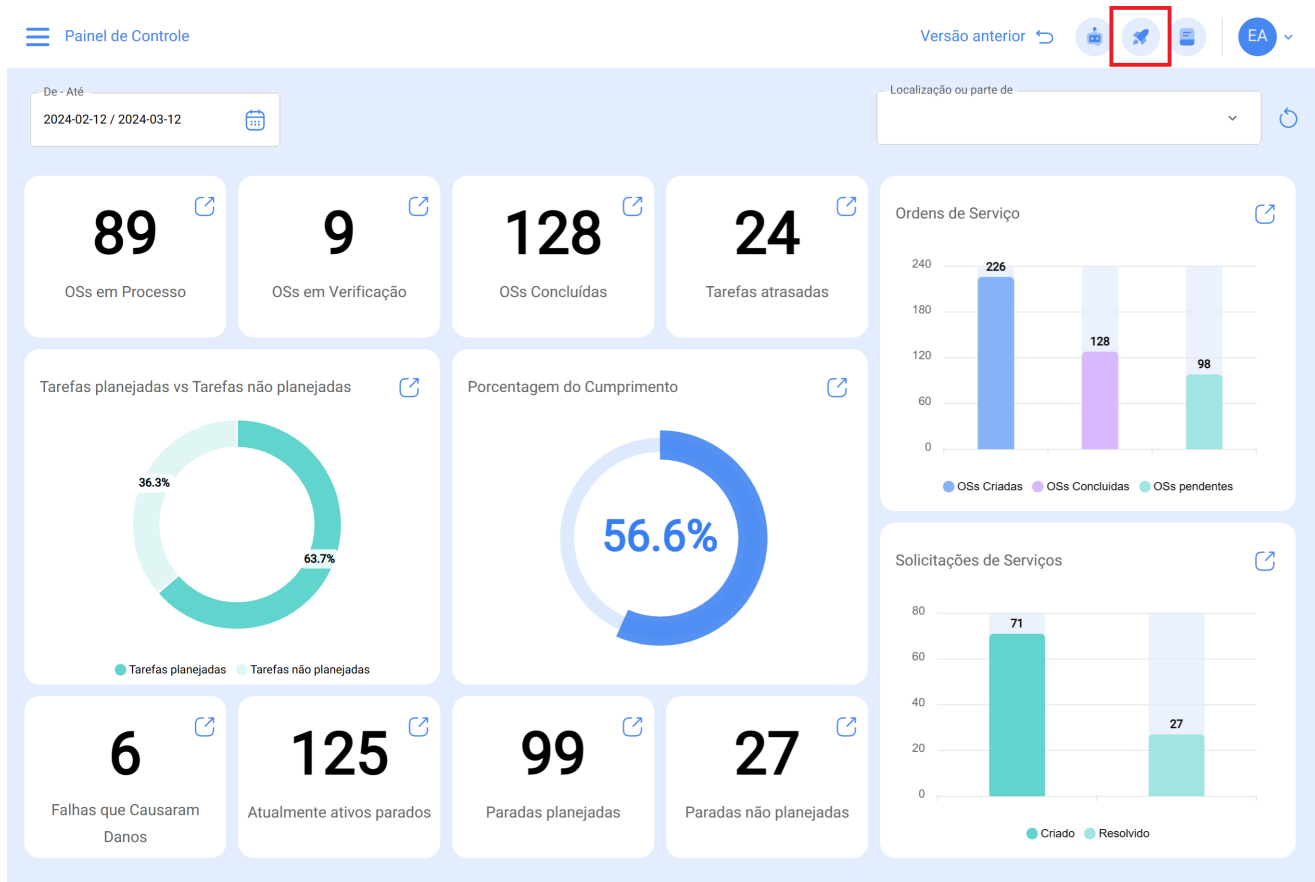 Painel de Controle
Versão anterior
EA
De - Até
2024-02-12 / 2024-03-12
Localização ou parte de
89
OSs em Processo
9
OSs em Verificação
128
OSs Concluídas
24
Tarefas atrasadas
Ordens de Serviço
240
180
120
60
0
226
128
98
OSs Criadas
OSs Concluidas
OSs pendentes
Tarefas planejadas vs Tarefas não planejadas
36.3%
63.7%
Tarefas planejadas
Tarefas não planejadas
Porcentagem do Cumprimento
56.6%
Solicitações de Serviços
80
60
40
20
0
71
27
Criado
Resolvido
6
Falhas que Causaram
Danos
125
Atualmente ativos parados
99
Paradas planejadas
27
Paradas não planejadas